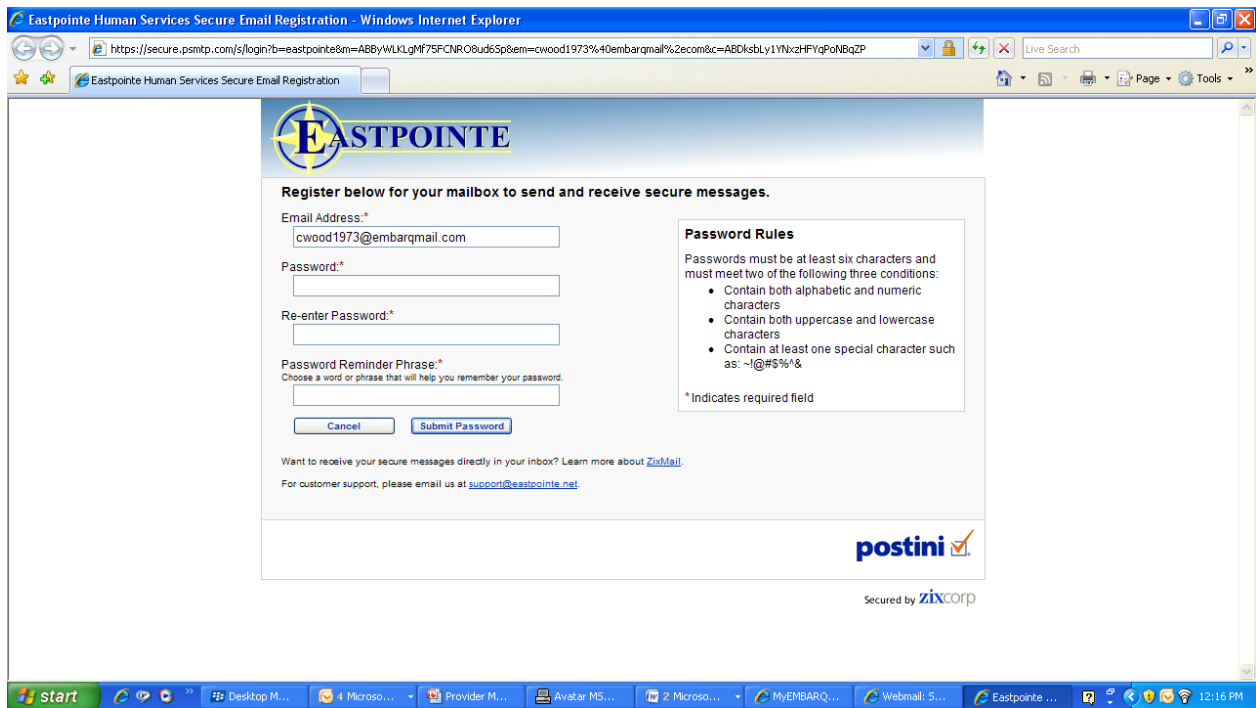 Eastpointe Human Services Secure Email Registration - Windows Internet Explorer
https://secure.psmtp.com/s/login?b=eastpointe&m=ABByWLKLgMf75FCNRO8ud65p&em=cwood1973%40embarqmail%2ecom&c=ABDksbLy1YNxzHFYqPoNBqZP
Live Search
Eastpointe Human Services Secure Email Registration
Page
Tools
»
EASTPOINTE
Register below for your mailbox to send and receive secure messages.
Email Address:*
cwood1973@embarqmail.com
Password:*
Re-enter Password:*
Password Reminder Phrase:*
Choose a word or phrase that will help you remember your password.
Cancel
Submit Password
Password Rules
Passwords must be at least six characters and
must meet two of the following three conditions:
• Contain both alphabetic and numeric
characters
• Contain both uppercase and lowercase
characters
• Contain at least one special character such
as: ~!@#$%^&
*Indicates required field
Want to receive your secure messages directly in your inbox? Learn more about ZixMail.
For customer support, please email us at support@eastpointe.net.
postini
Secured by zixcorp
start
»
Desktop M...
4 Microso...
Provider M...
Avatar MS...
2 Microso...
MyEMBARQ...
Webmail: S...
Eastpointe ...
12:16 PM